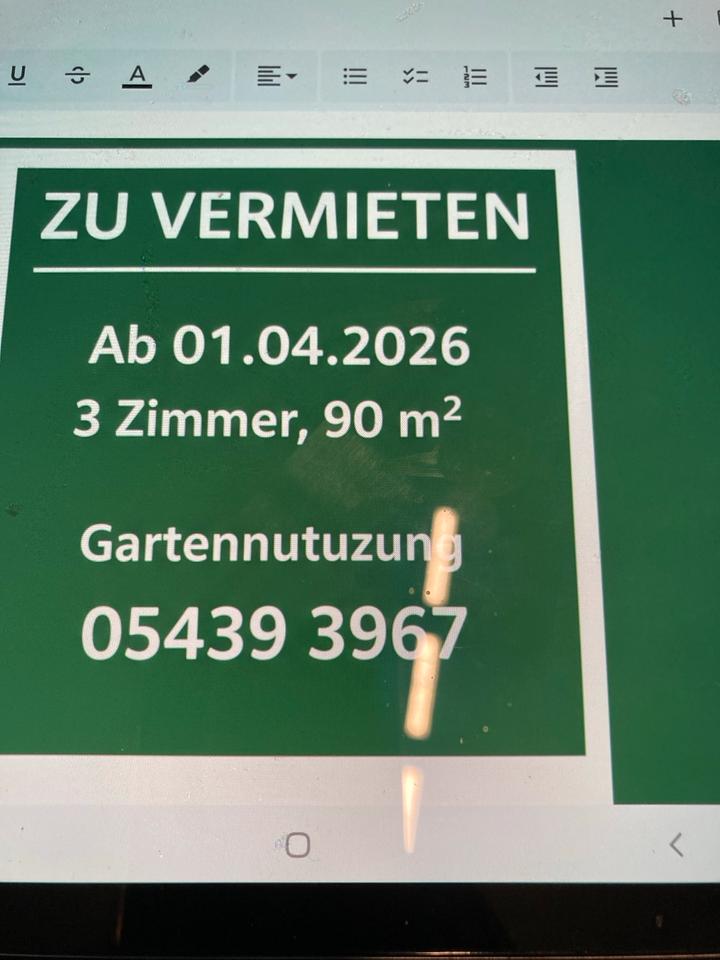 ZU VERMIETEN
Ab 01.04.2026
3 Zimmer, 90 m²
Gartennutuzung
05439 3967